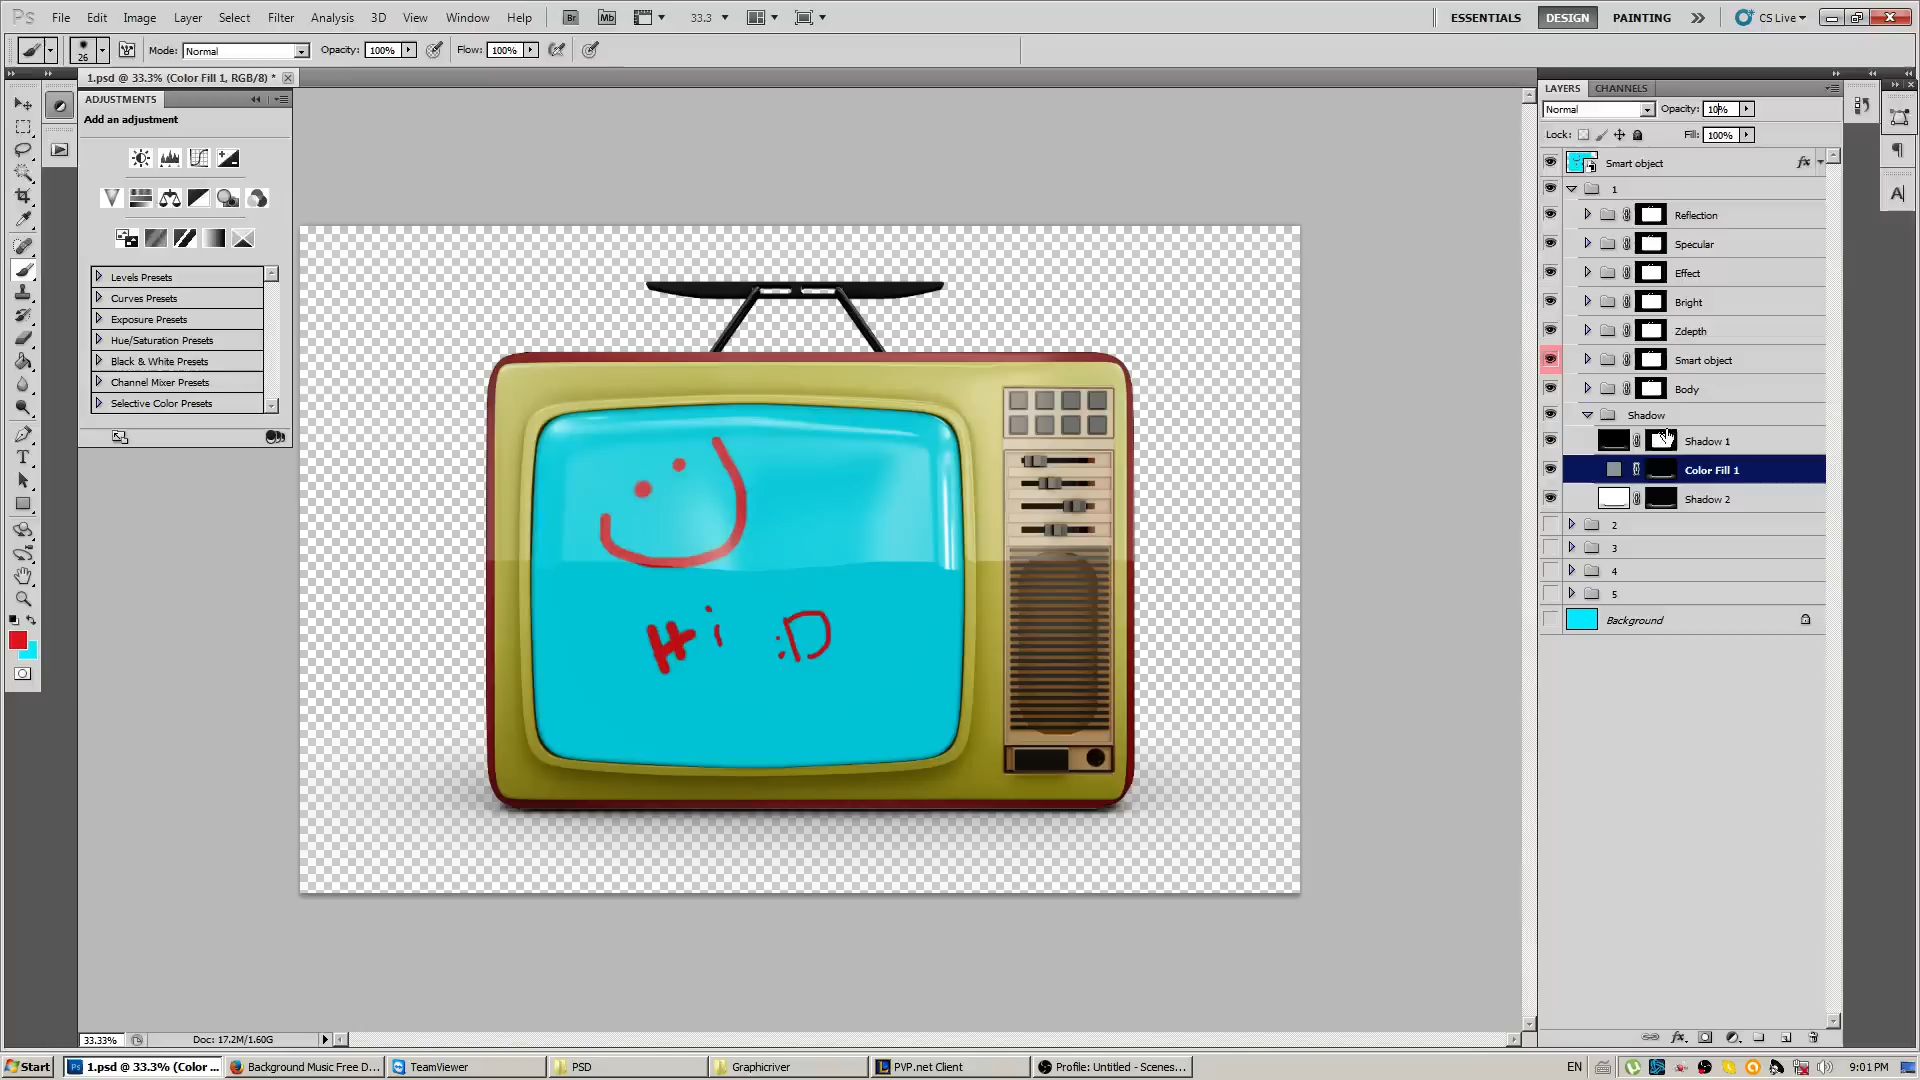 Ps File Edit Image Layer Select Filter Analysis 3D View Window Help Br Mb 33.3 ESSENTIALS DESIGN PAINTING CS Live
26 Mode: Normal Opacity: 100% Flow: 100%
1.psd @ 33.3% (Color Fill 1, RGB/8) *
ADJUSTMENTS
Add an adjustment
Levels Presets
Curves Presets
Exposure Presets
Hue/Saturation Presets
Black & White Presets
Channel Mixer Presets
Selective Color Presets
Hi :D
LAYERS CHANNELS
Normal Opacity: 10%
Lock: Fill: 100%
Smart object fx
1
Reflection
Specular
Effect
Bright
Zdepth
Smart object
Body
Shadow
Shadow 1
Color Fill 1
Shadow 2
2
3
4
5
Background
33.33% Doc: 17.2M/1.60G
Start 1.psd @ 33.3% (Color ... Background Music Free D... TeamViewer PSD Graphicriver PVP.net Client Profile: Untitled - Scenes... EN 9:01 PM